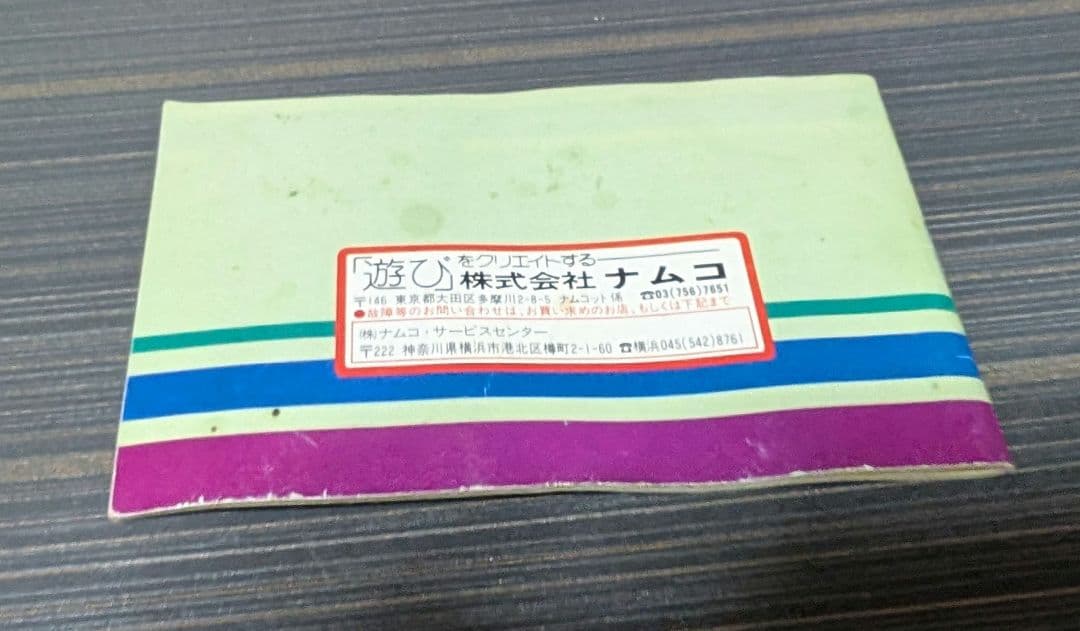 「遊び」をクリエイトする——
株式会社 ナムコ
〒146 東京都大田区多摩川2-8-5 ナムコット係 ☎03(756)7651
●故障等のお問い合わせは、お買い求めのお店、もしくは下記まで
(株)ナムコ・サービスセンター
〒222 神奈川県横浜市港北区樽町2-1-60 ☎横浜045(542)8761